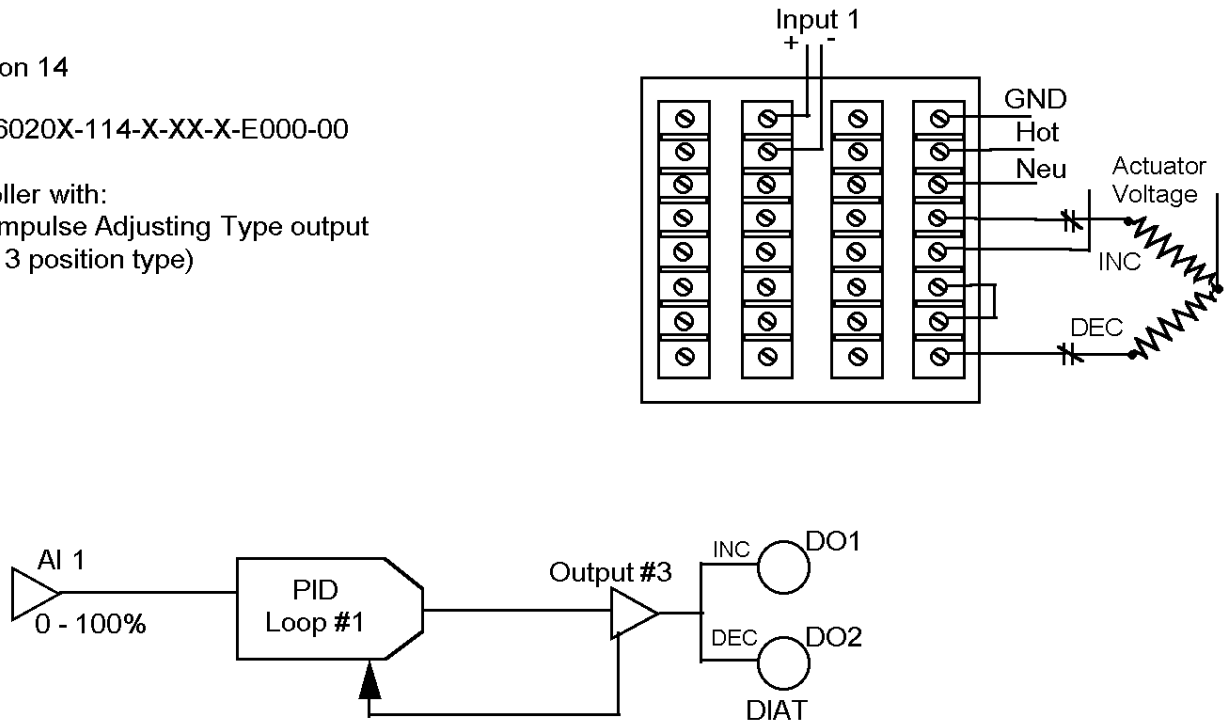 on 14
6020X-114-X-XX-X-E000-00
oller with:
mpulse Adjusting Type output
3 position type)
Input 1
+ -
GND
Hot
Neu
Actuator
Voltage
INC
DEC
AI 1
0 - 100%
PID
Loop #1
Output #3
INC
DO1
DEC
DO2
DIAT